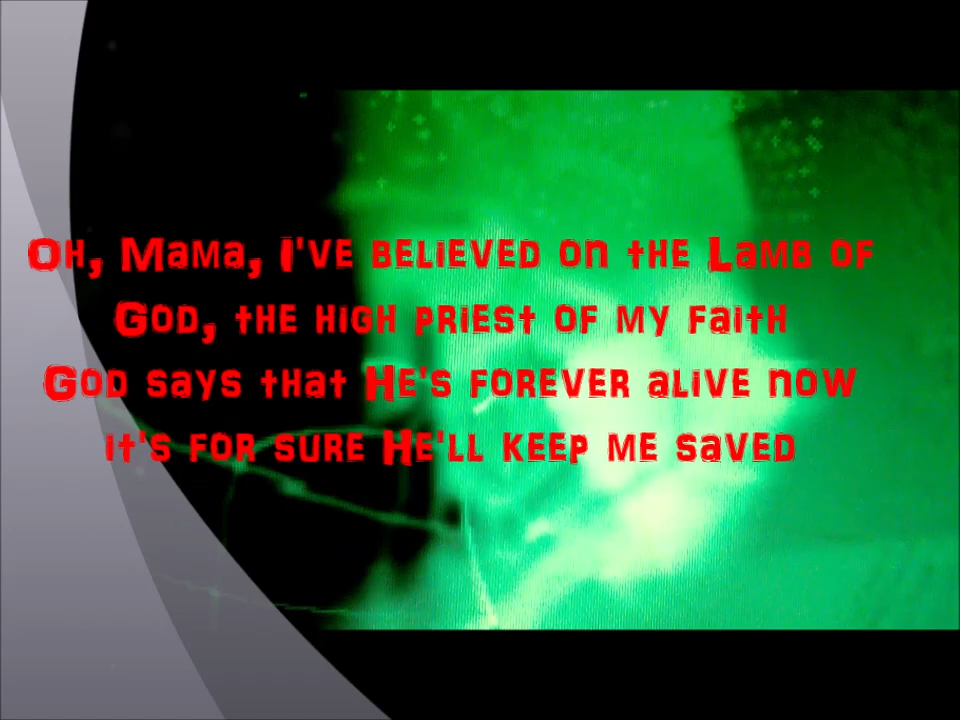 Oh, Mama, I've believed on the Lamb of
God, the high priest of my faith
God says that He's forever alive now
it's for sure He'll keep me saved